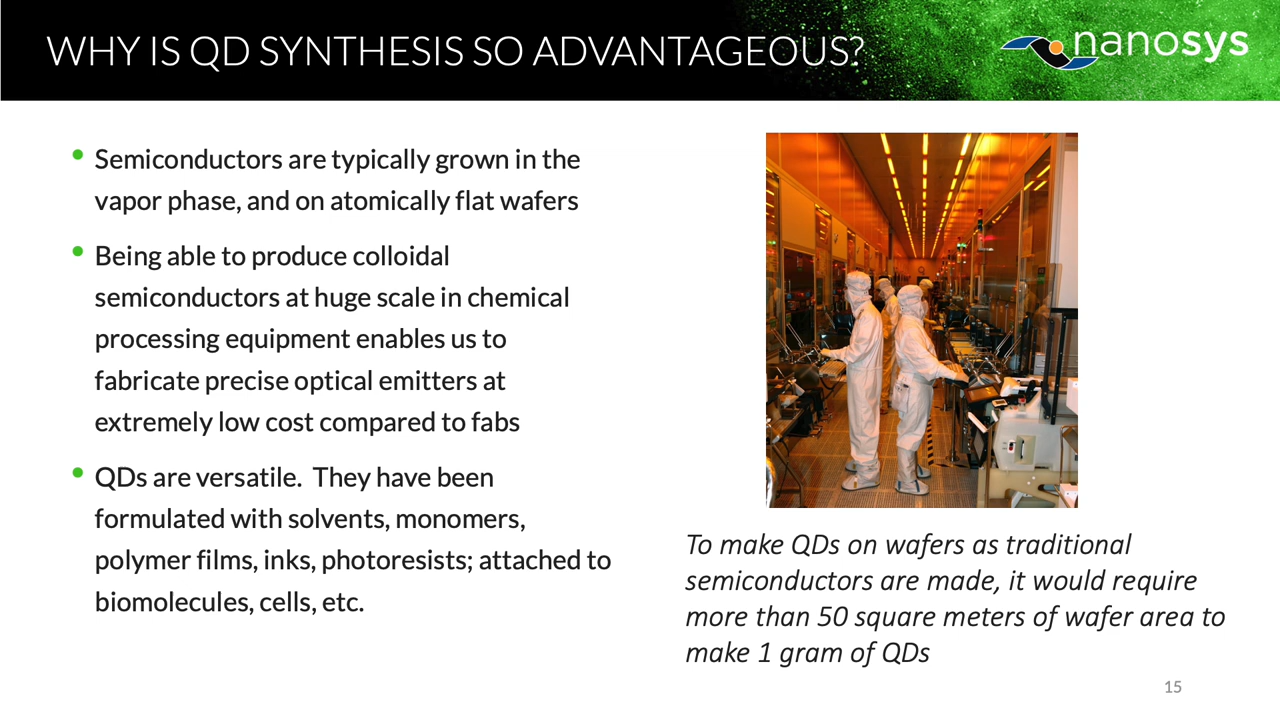 WHY IS QD SYNTHESIS SO ADVANTAGEOUS?
nanosys
• Semiconductors are typically grown in the
vapor phase, and on atomically flat wafers
• Being able to produce colloidal
semiconductors at huge scale in chemical
processing equipment enables us to
fabricate precise optical emitters at
extremely low cost compared to fabs
• QDs are versatile.  They have been
formulated with solvents, monomers,
polymer films, inks, photoresists; attached to
biomolecules, cells, etc.
To make QDs on wafers as traditional
semiconductors are made, it would require
more than 50 square meters of wafer area to
make 1 gram of QDs
15